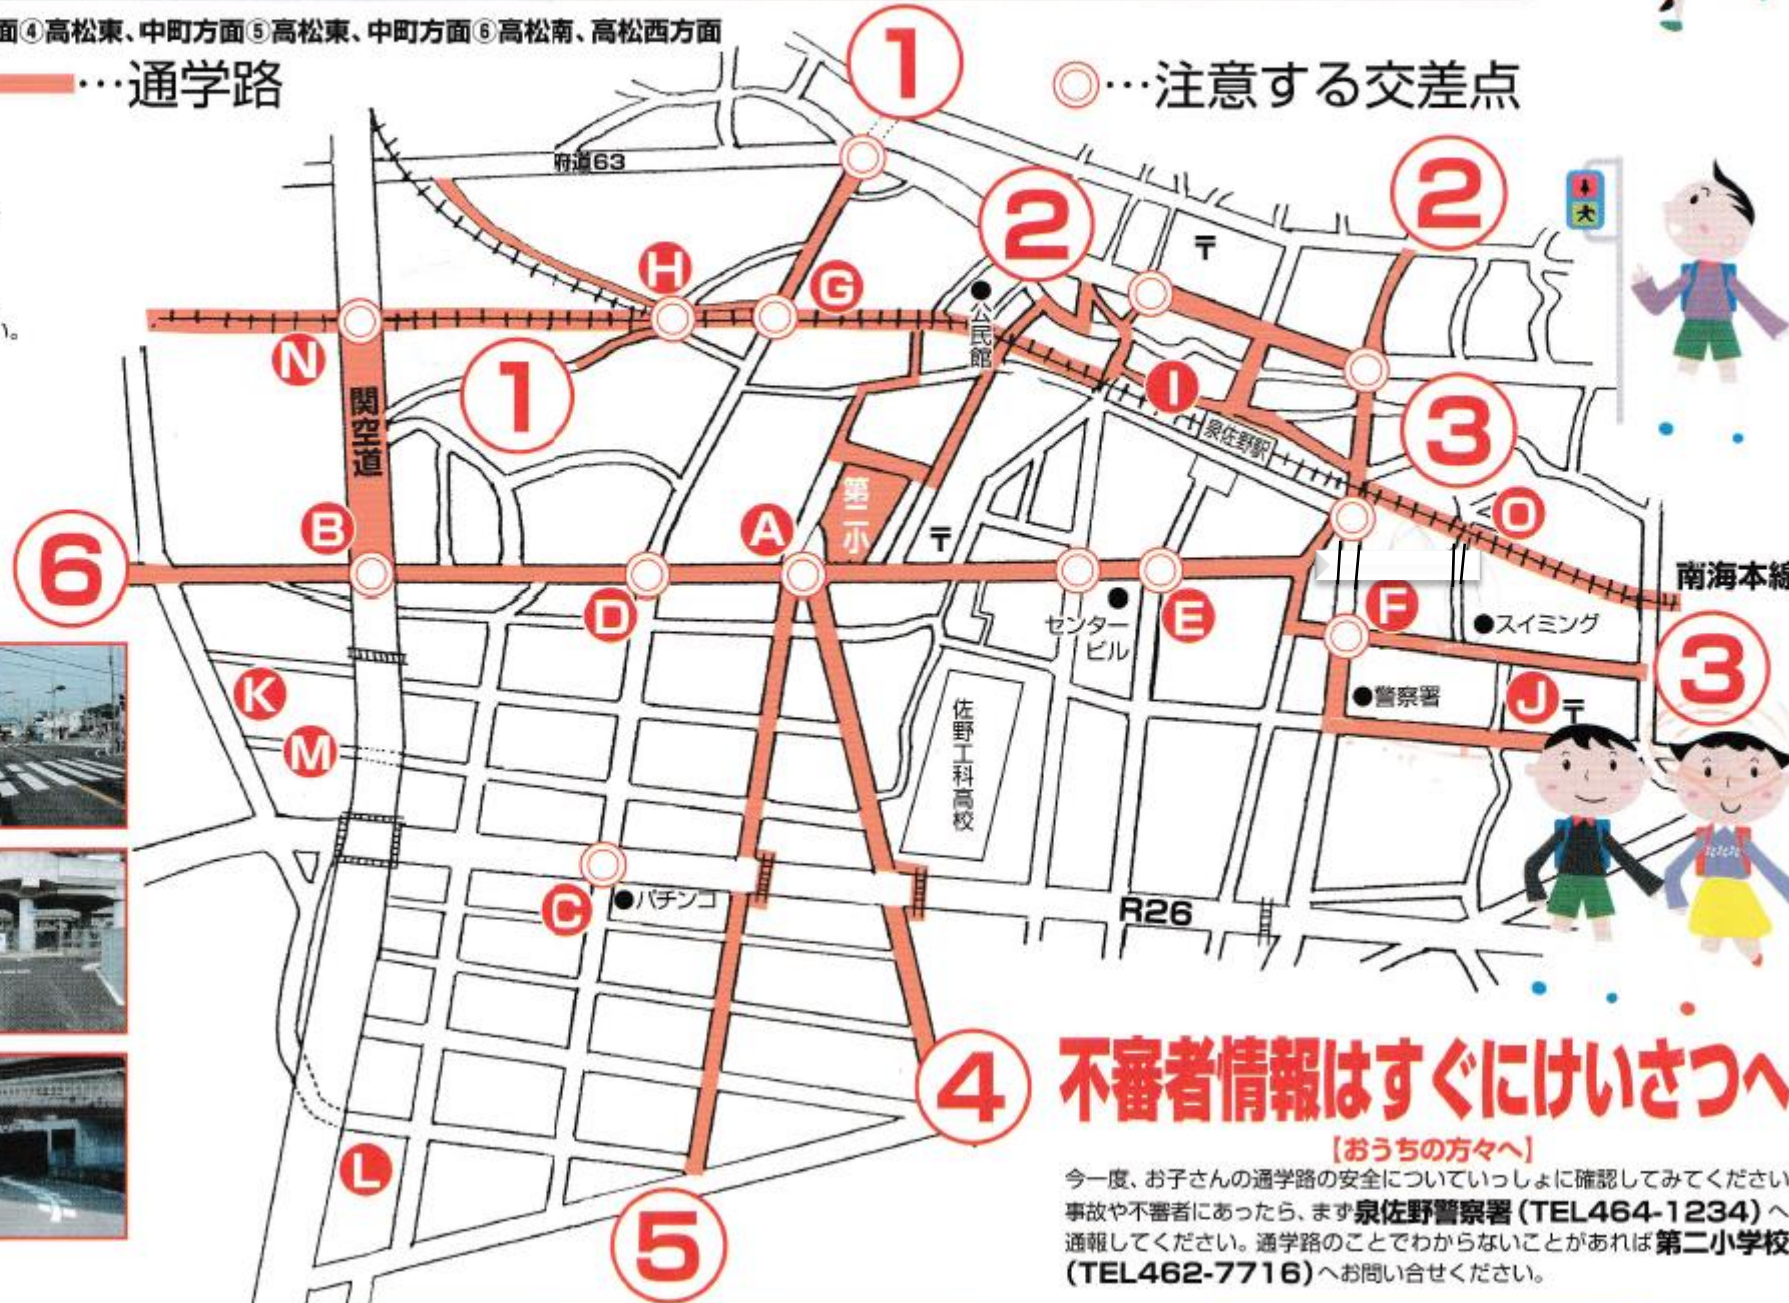 面④高松東、中町方面⑤高松東、中町方面⑥高松南、高松西方面
…通学路
…注意する交差点
①
府道63
②
②
〒
H
G
公民館
N
①
関空道
I
泉佐野駅
③
B
A
第二小
〒
O
⑥
南海本線
D
センタービル
E
F
スイミング
③
K
M
佐野工科高校
警察署
J
〒
C
パチンコ
R26
L
④
⑤
不審者情報はすぐにけいさつへ
【おうちの方々へ】
今一度、お子さんの通学路の安全についていっしょに確認してみてください
事故や不審者にあったら、まず泉佐野警察署(TEL464-1234)へ
通報してください。通学路のことでわからないことがあれば第二小学校
(TEL462-7716)へお問い合せください。
い。